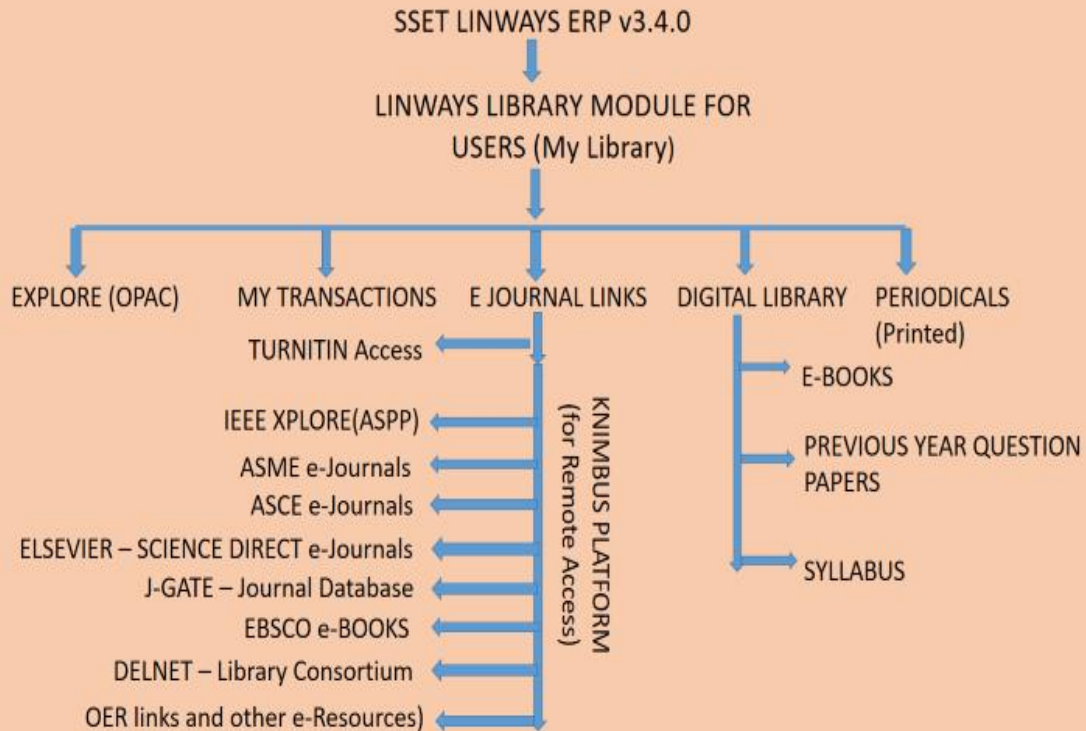 SSET LINWAYS ERP v3.4.0
LINWAYS LIBRARY MODULE FOR
USERS (My Library)
EXPLORE (OPAC)
MY TRANSACTIONS
E JOURNAL LINKS
DIGITAL LIBRARY
PERIODICALS
(Printed)
TURNITIN Access
IEEE XPLORE(ASPP)
ASME e-Journals
ASCE e-Journals
ELSEVIER – SCIENCE DIRECT e-Journals
J-GATE – Journal Database
EBSCO e-BOOKS
DELNET – Library Consortium
OER links and other e-Resources)
KNIMBUS PLATFORM
(for Remote Access)
E-BOOKS
PREVIOUS YEAR QUESTION
PAPERS
SYLLABUS